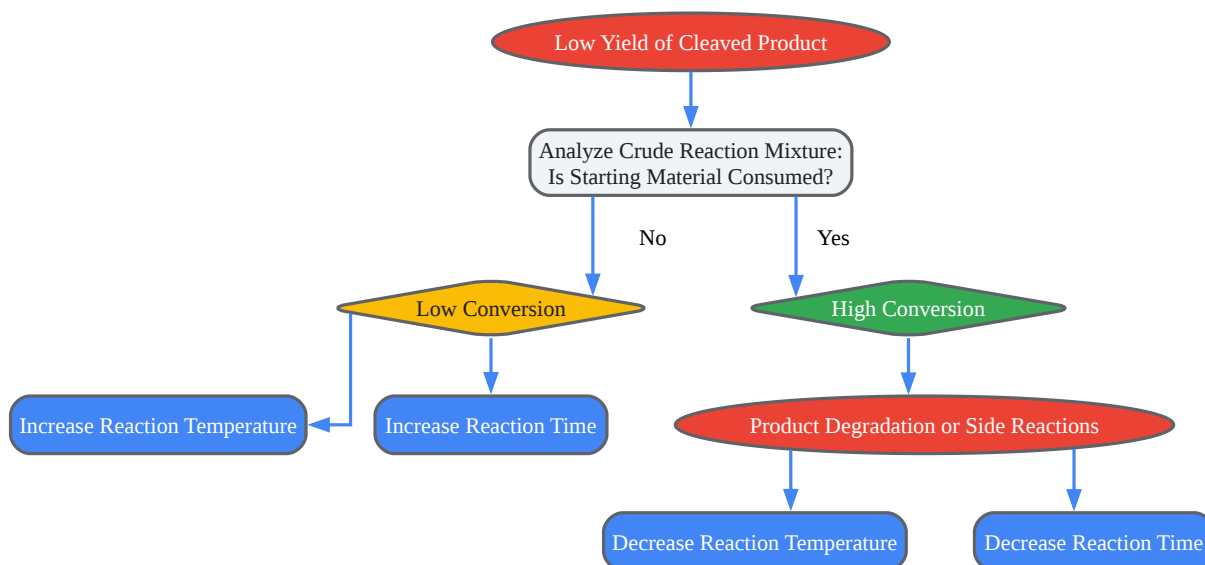 Low Yield of Cleaved Product
Analyze Crude Reaction Mixture:
Is Starting Material Consumed?
No
Yes
Low Conversion
High Conversion
Increase Reaction Temperature
Increase Reaction Time
Product Degradation or Side Reactions
Decrease Reaction Temperature
Decrease Reaction Time